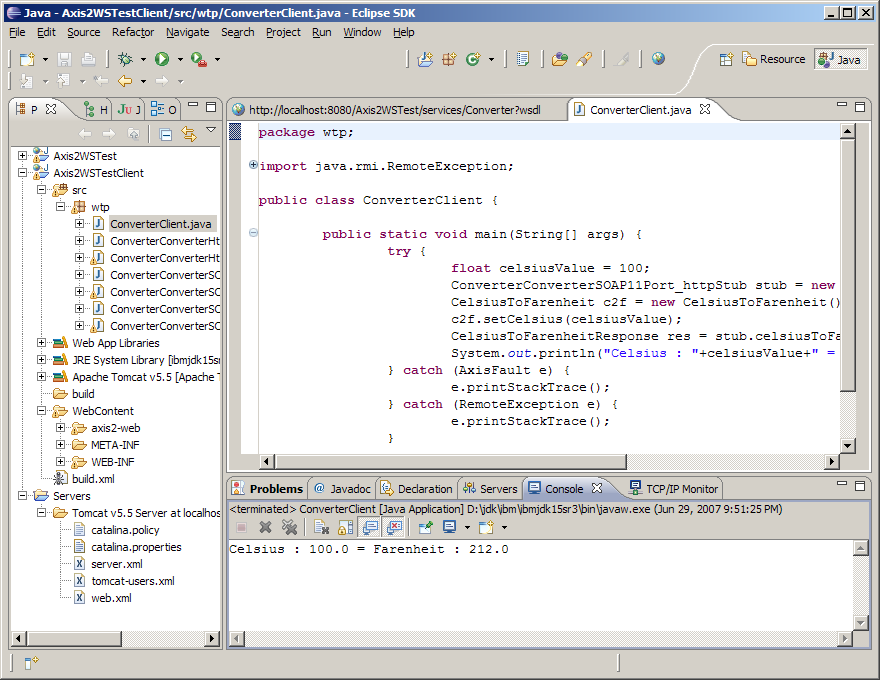 Java - Axis2WSTestClient/src/wtp/ConverterClient.java - Eclipse SDK
File Edit Source Refactor Navigate Search Project Run Window Help
Resource Java
P H Ju J O
http://localhost:8080/Axis2WSTest/services/Converter?wsdl ConverterClient.java
Axis2WSTest
Axis2WSTestClient
src
wtp
ConverterClient.java
ConverterConverterHt
ConverterConverterHt
ConverterConverterSO
ConverterConverterSC
ConverterConverterSC
ConverterConverterSO
Web App Libraries
JRE System Library [ibmjdk15sr
Apache Tomcat v5.5 [Apache T
build
WebContent
axis2-web
META-INF
WEB-INF
build.xml
Servers
Tomcat v5.5 Server at localhos
catalina.policy
catalina.properties
server.xml
tomcat-users.xml
web.xml
package wtp;
import java.rmi.RemoteException;
public class ConverterClient {
public static void main(String[] args) {
try {
float celsiusValue = 100;
ConverterConverterSOAP11Port_httpStub stub = new
CelsiusToFarenheit c2f = new CelsiusToFarenheit()
c2f.setCelsius(celsiusValue);
CelsiusToFarenheitResponse res = stub.celsiusToFa
System.out.println("Celsius : "+celsiusValue+" =
} catch (AxisFault e) {
e.printStackTrace();
} catch (RemoteException e) {
e.printStackTrace();
}
Problems @ Javadoc Declaration Servers Console TCP/IP Monitor
<terminated> ConverterClient [Java Application] D:\jdk\ibm\ibmjdk15sr3\bin\javaw.exe (Jun 29, 2007 9:51:25 PM)
Celsius : 100.0 = Farenheit : 212.0